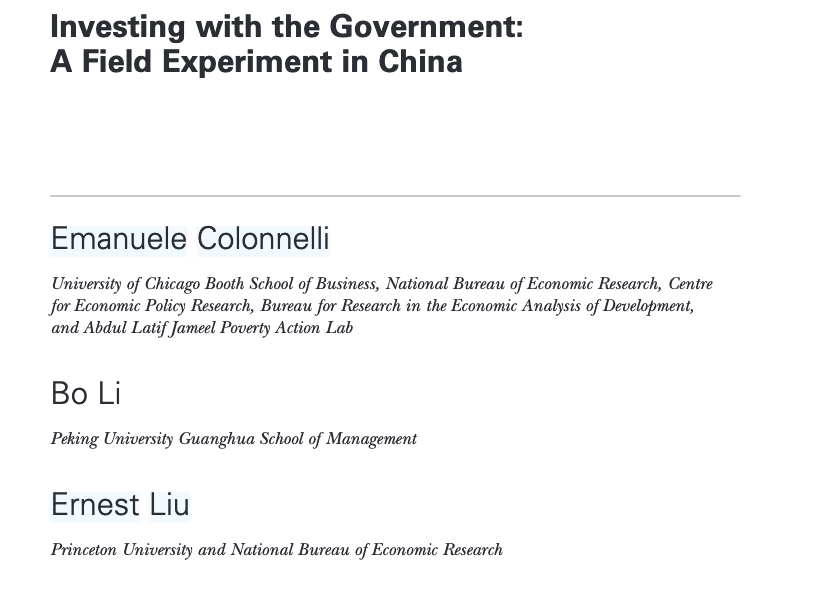 Investing with the Government:
A Field Experiment in China
Emanuele Colonnelli
University of Chicago Booth School of Business, National Bureau of Economic Research, Centre
for Economic Policy Research, Bureau for Research in the Economic Analysis of Development,
and Abdul Latif Jameel Poverty Action Lab
Bo Li
Peking University Guanghua School of Management
Ernest Liu
Princeton University and National Bureau of Economic Research